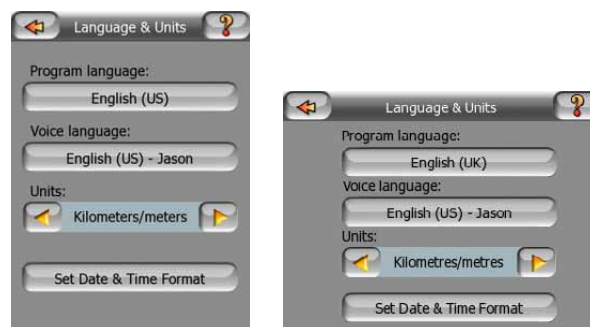 Language & Units
Program language:
English (US)
Voice language:
English (US) - Jason
Units:
Kilometers/meters
Set Date & Time Format
Language & Units
Program language:
English (UK)
Voice language:
English (US) - Jason
Units:
Kilometres/metres
Set Date & Time Format